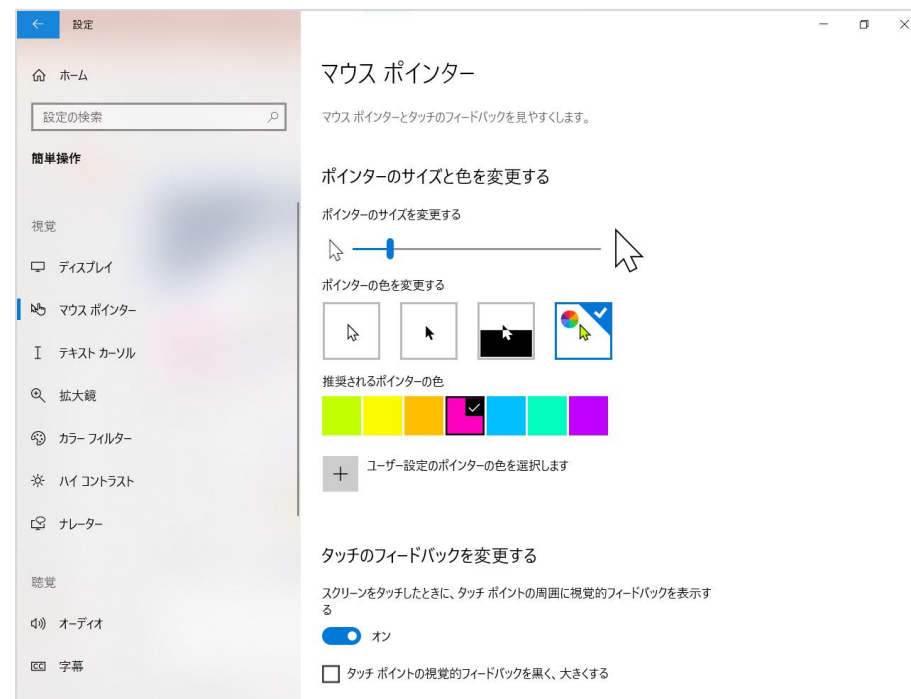 設定
ホーム
設定の検索
簡単操作
視覚
ディスプレイ
マウス ポインター
テキスト カーソル
拡大鏡
カラー フィルター
ハイ コントラスト
ナレーター
聴覚
オーディオ
CC 字幕
マウス ポインター
マウス ポインターとタッチのフィードバックを見やすくします。
ポインターのサイズと色を変更する
ポインターのサイズを変更する
ポインターの色を変更する
推奨されるポインターの色
ユーザー設定のポインターの色を選択します
タッチのフィードバックを変更する
スクリーンをタッチしたときに、タッチ ポイントの周囲に視覚的フィードバックを表示す
る
オン
タッチ ポイントの視覚的フィードバックを黒く、大きくする